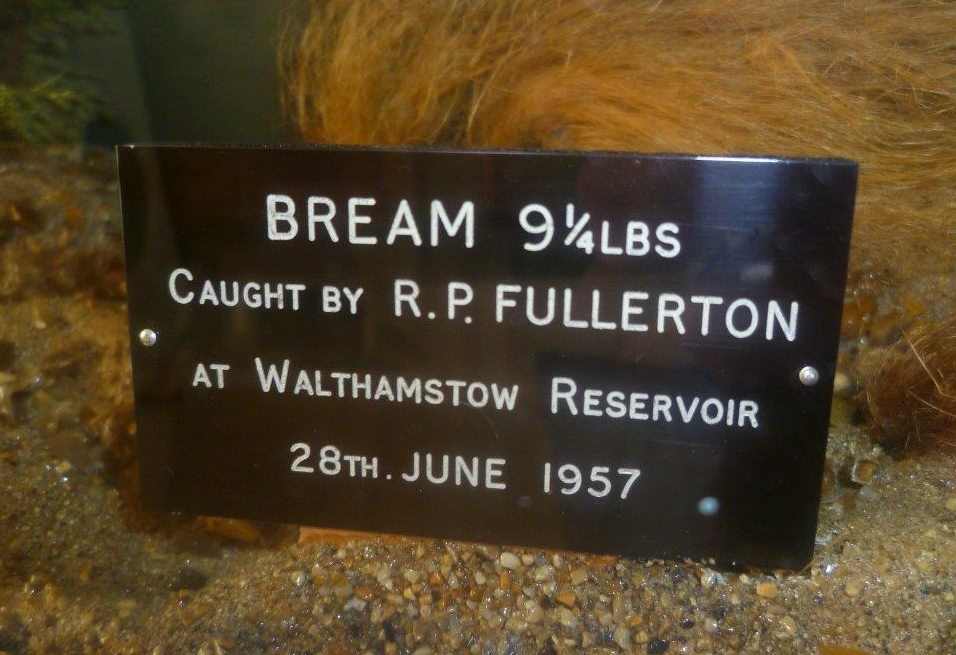 BREAM 9¼LBS
CAUGHT BY R.P. FULLERTON
AT WALTHAMSTOW RESERVOIR
28TH. JUNE 1957